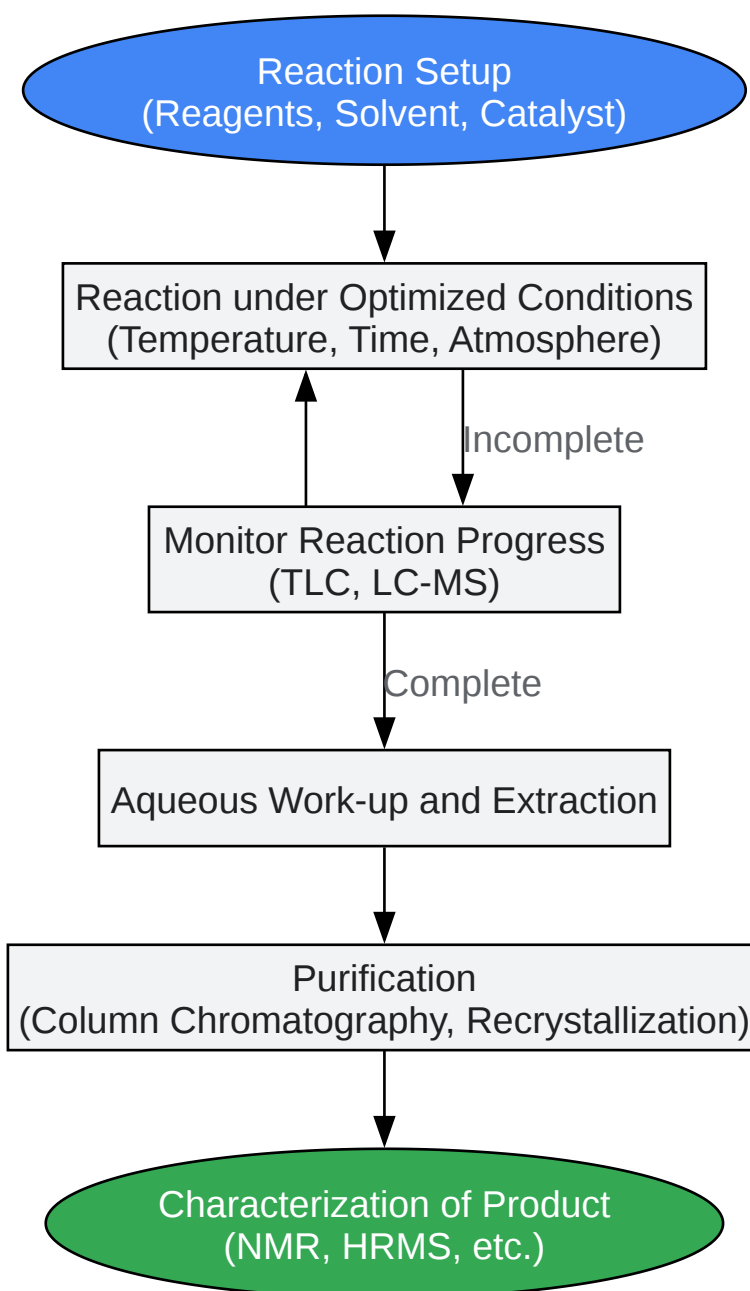 Reaction Setup
(Reagents, Solvent, Catalyst)
Reaction under Optimized Conditions
(Temperature, Time, Atmosphere)
Incomplete
Monitor Reaction Progress
(TLC, LC-MS)
Complete
Aqueous Work-up and Extraction
Purification
(Column Chromatography, Recrystallization)
Characterization of Product
(NMR, HRMS, etc.)